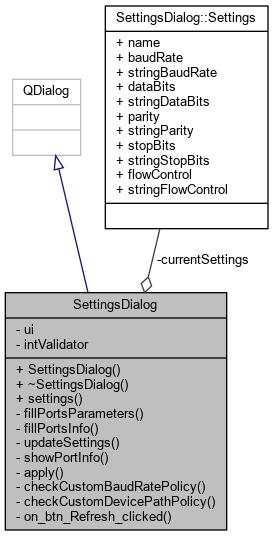 SettingsDialog::Settings
+ name
+ baudRate
+ stringBaudRate
+ dataBits
+ stringDataBits
+ parity
+ stringParity
+ stopBits
+ stringStopBits
+ flowControl
+ stringFlowControl
QDialog
-currentSettings
SettingsDialog
- ui
- intValidator
+ SettingsDialog()
+ ~SettingsDialog()
+ settings()
- fillPortsParameters()
- fillPortsInfo()
- updateSettings()
- showPortInfo()
- apply()
- checkCustomBaudRatePolicy()
- checkCustomDevicePathPolicy()
- on_btn_Refresh_clicked()